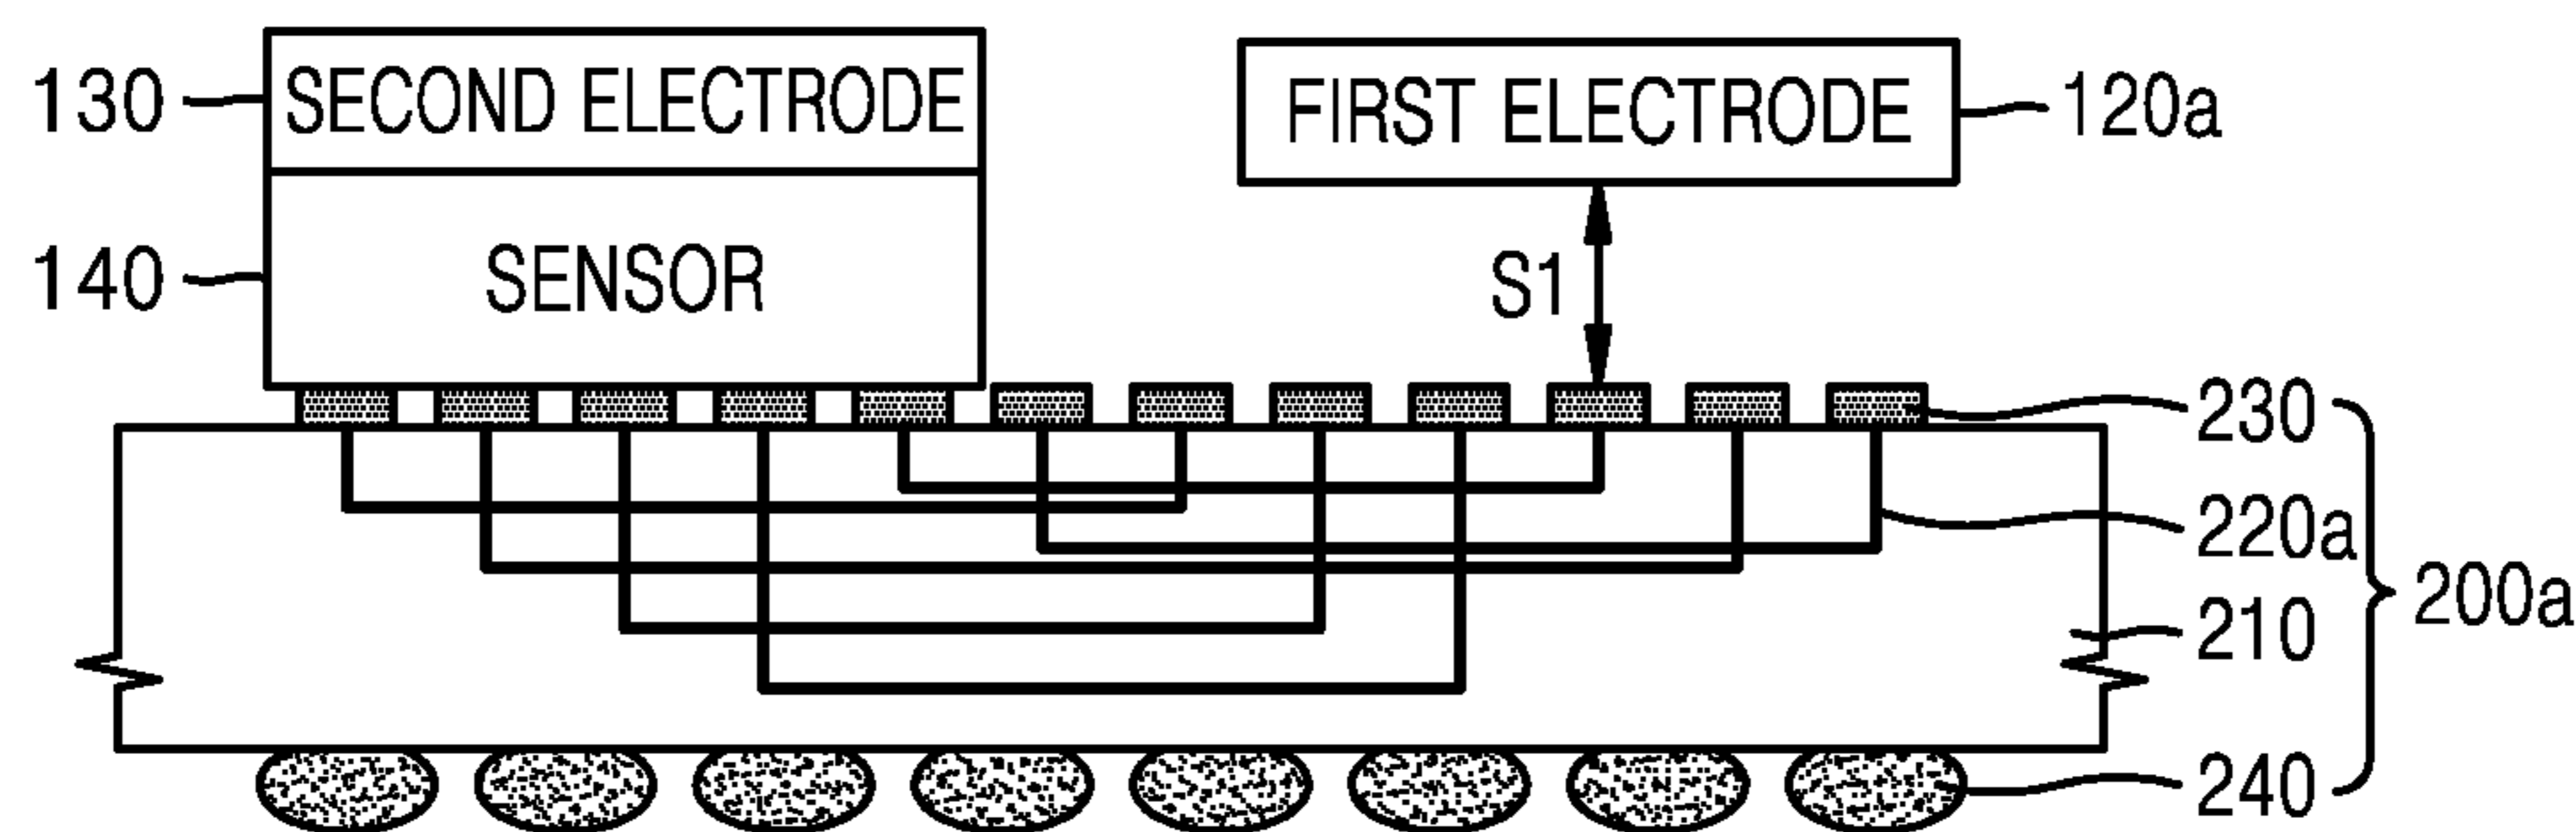 130
SECOND ELECTRODE
FIRST ELECTRODE
120a
140
SENSOR
S1
230
220a
210
200a
240